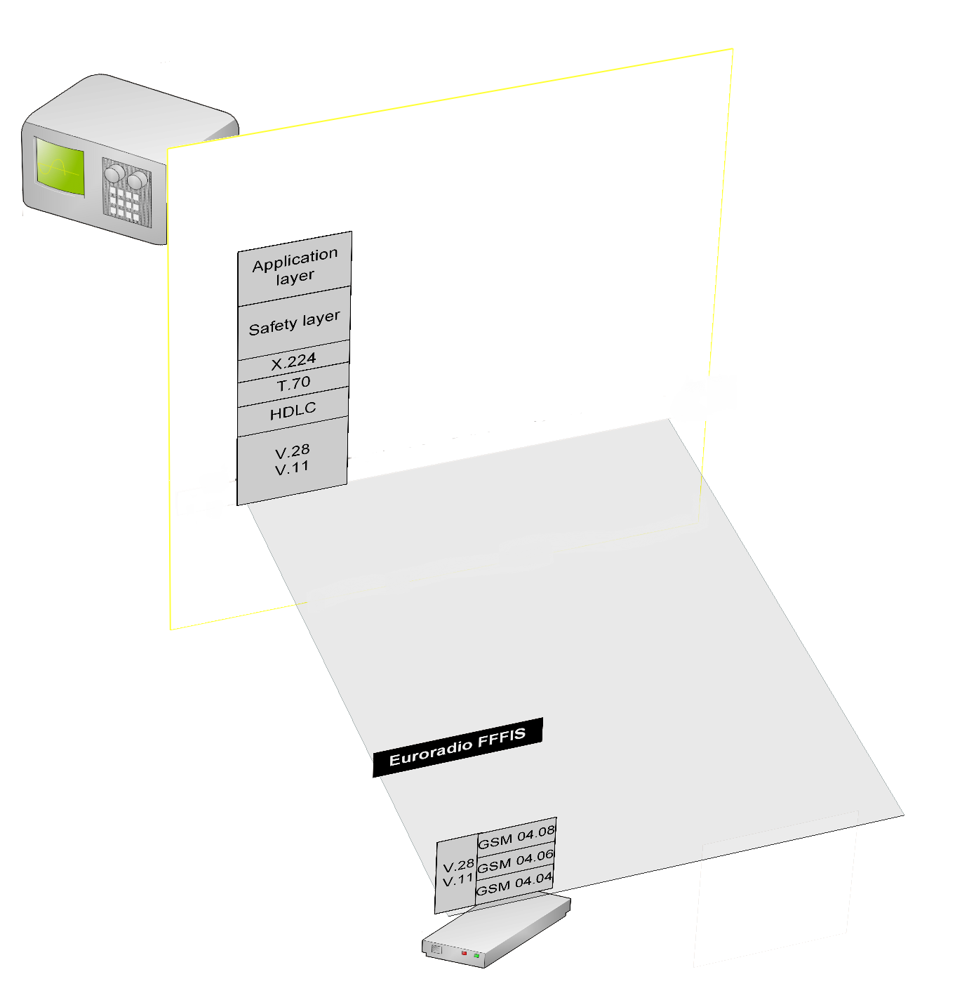 Application
layer
Safety layer
X.224
T.70
HDLC
V.28
V.11
Euroradio FFFIS
V.28
V.11
GSM 04.08
GSM 04.06
GSM 04.04